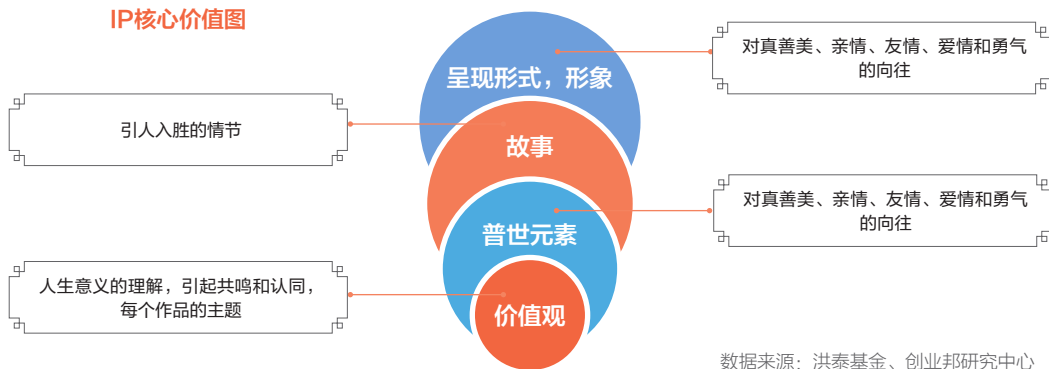 IP核心价值图
呈现形式，形象
对真善美、亲情、友情、爱情和勇气
的向往
引人入胜的情节
故事
普世元素
对真善美、亲情、友情、爱情和勇气
的向往
人生意义的理解，引起共鸣和认同，
每个作品的主题
价值观
数据来源：洪泰基金、创业邦研究中心